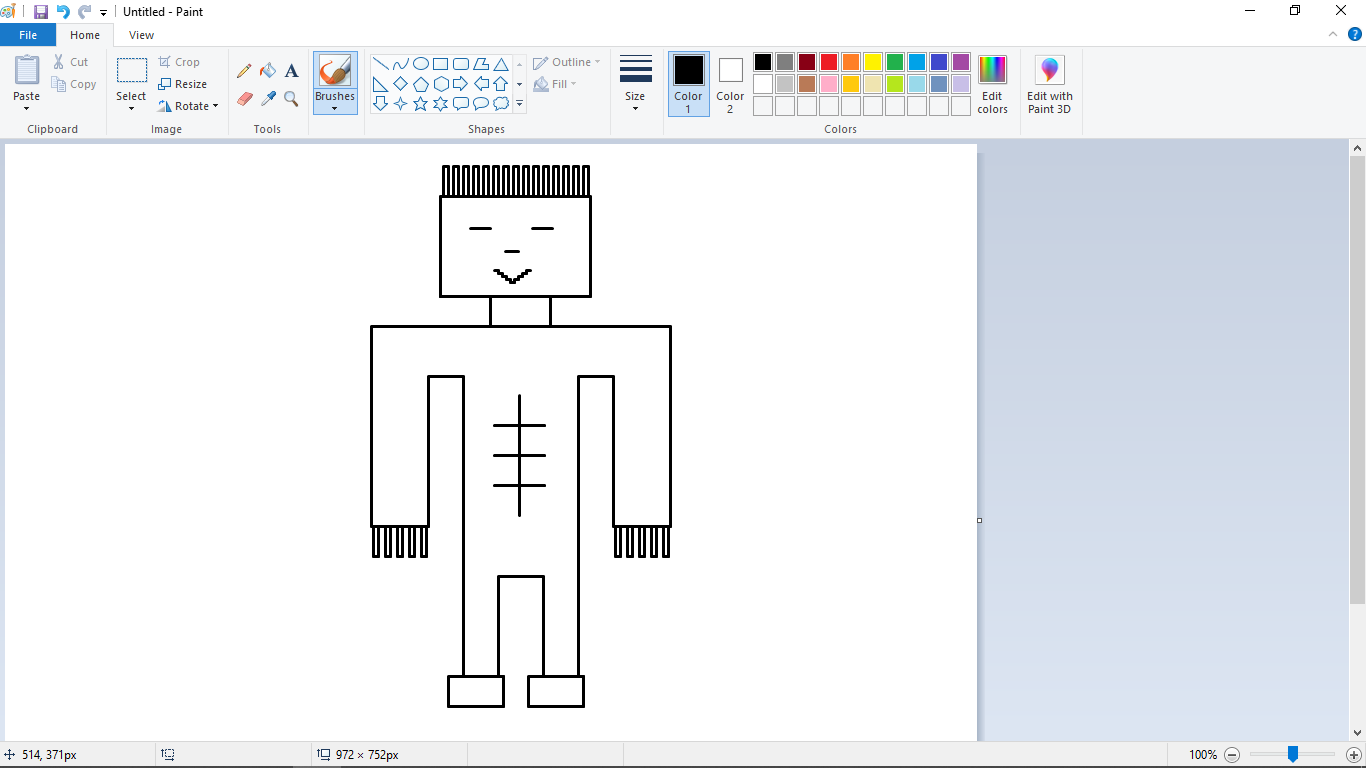 Untitled - Paint
File Home View
Paste
Cut
Copy
Clipboard
Select
Crop
Resize
Rotate
Image
A
Tools
Brushes
Shapes
Outline
Fill
Size
Color
1
Color
2
Colors
Edit
colors
Edit with
Paint 3D
514, 371px
972 × 752px
100%